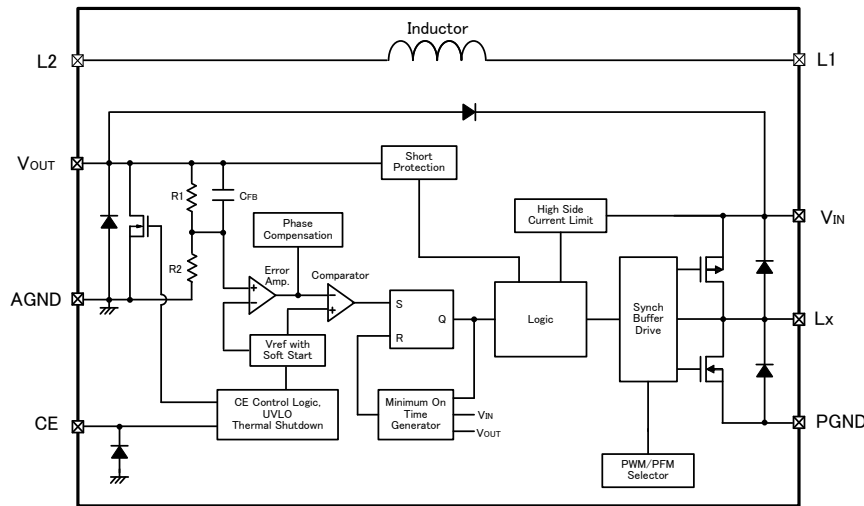 Inductor
L2
L1
VOUT
Short
Protection
R1
CFB
High Side
Current Limit
VIN
Phase
Compensation
R2
Error
Amp.
Comparator
AGND
S
Q
R
Logic
Synch
Buffer
Drive
Lx
Vref with
Soft Start
CE Control Logic,
UVLO
Thermal Shutdown
Minimum On
Time
Generator
VIN
VOUT
CE
PGND
PWM/PFM
Selector